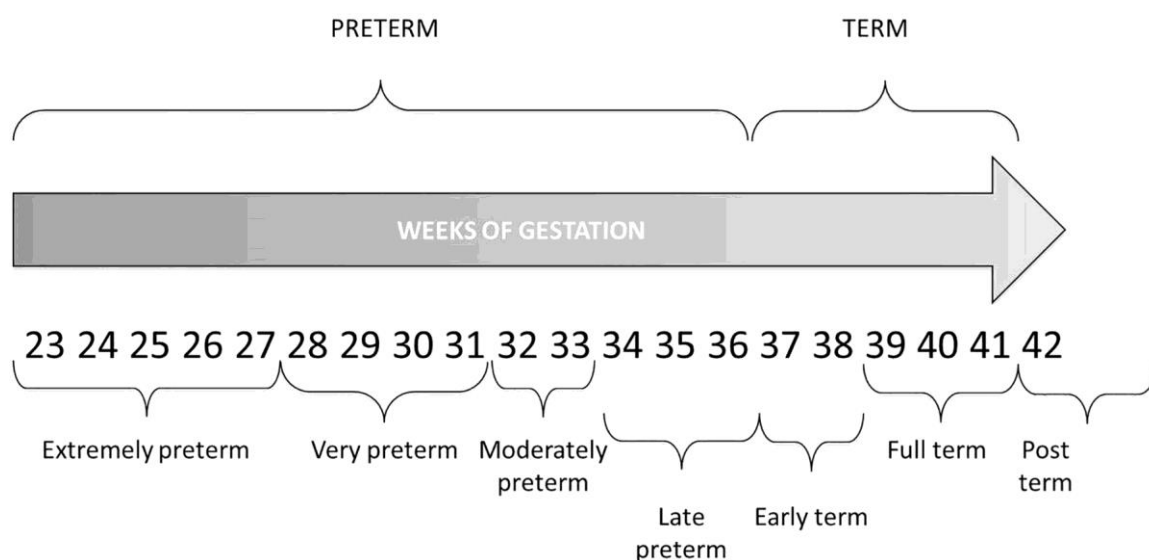 PRETERM TERM
WEEKS OF GESTATION
23 24 25 26 27 28 29 30 31 32 33 34 35 36 37 38 39 40 41 42
Extremely preterm
Very preterm
Moderately
preterm
Late
preterm
Early term
Full term
Post
term